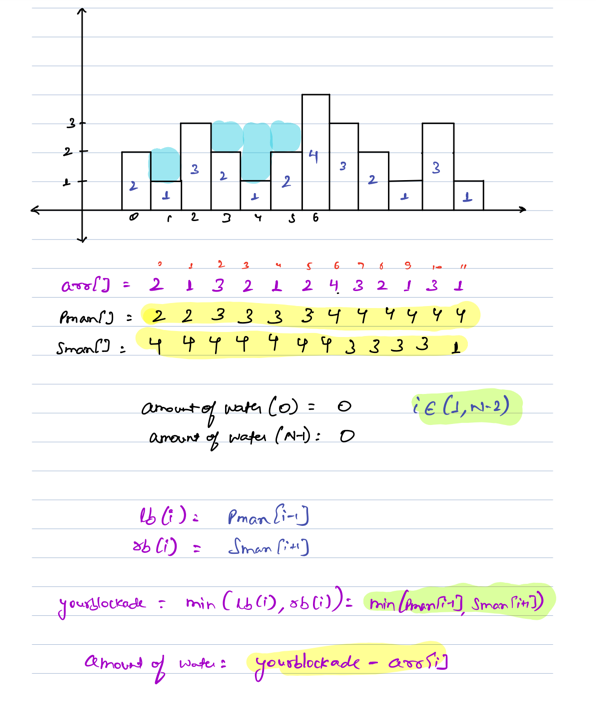 3
2
1
2 1 3 2 1 2 4 3 2 1 3 1
0 1 2 3 4 5 6
0 1 2 3 4 5 6 7 8 9 10 11
arr[] = 2 1 3 2 1 2 4 3 2 1 3 1
Pmax[] = 2 2 3 3 3 3 4 4 4 4 4 4
Smax[] : 4 4 4 4 4 4 4 3 3 3 3 1
amount of water (0) = 0 i ∈ (1, N-2)
amount of water (N-1) : 0
lb(i) = Pmax[i-1]
rb(i) = Smax[i+1]
yourblockade = min (lb(i), rb(i)) = min(Pmax[i-1], Smax[i+1])
amount of water = yourblockade - arr[i]